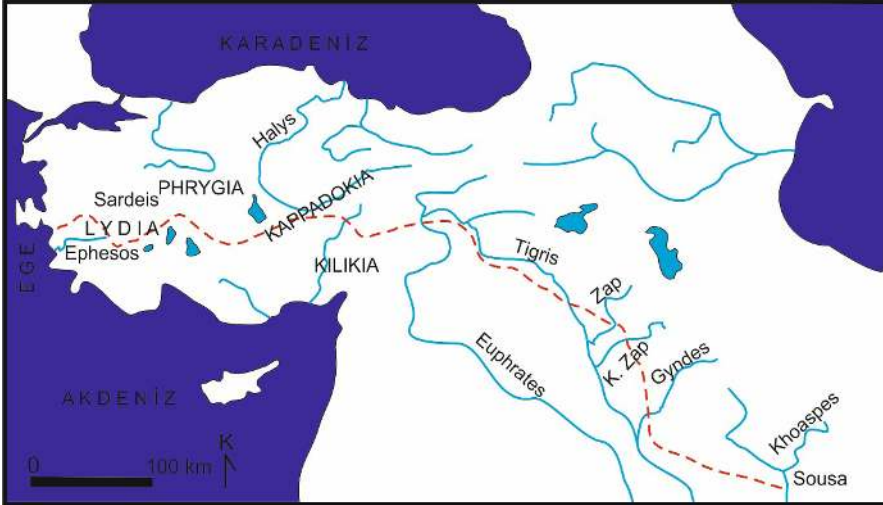 KARADENİZ
Halys
PHRYGIA
Sardeis
KAPPADOKIA
LYDIA
Ephesos
EGE
KILIKIA
Tigris
Zap
K. Zap
Gyndes
Euphrates
Khoaspes
Sousa
AKDENİZ
K
0 100 km